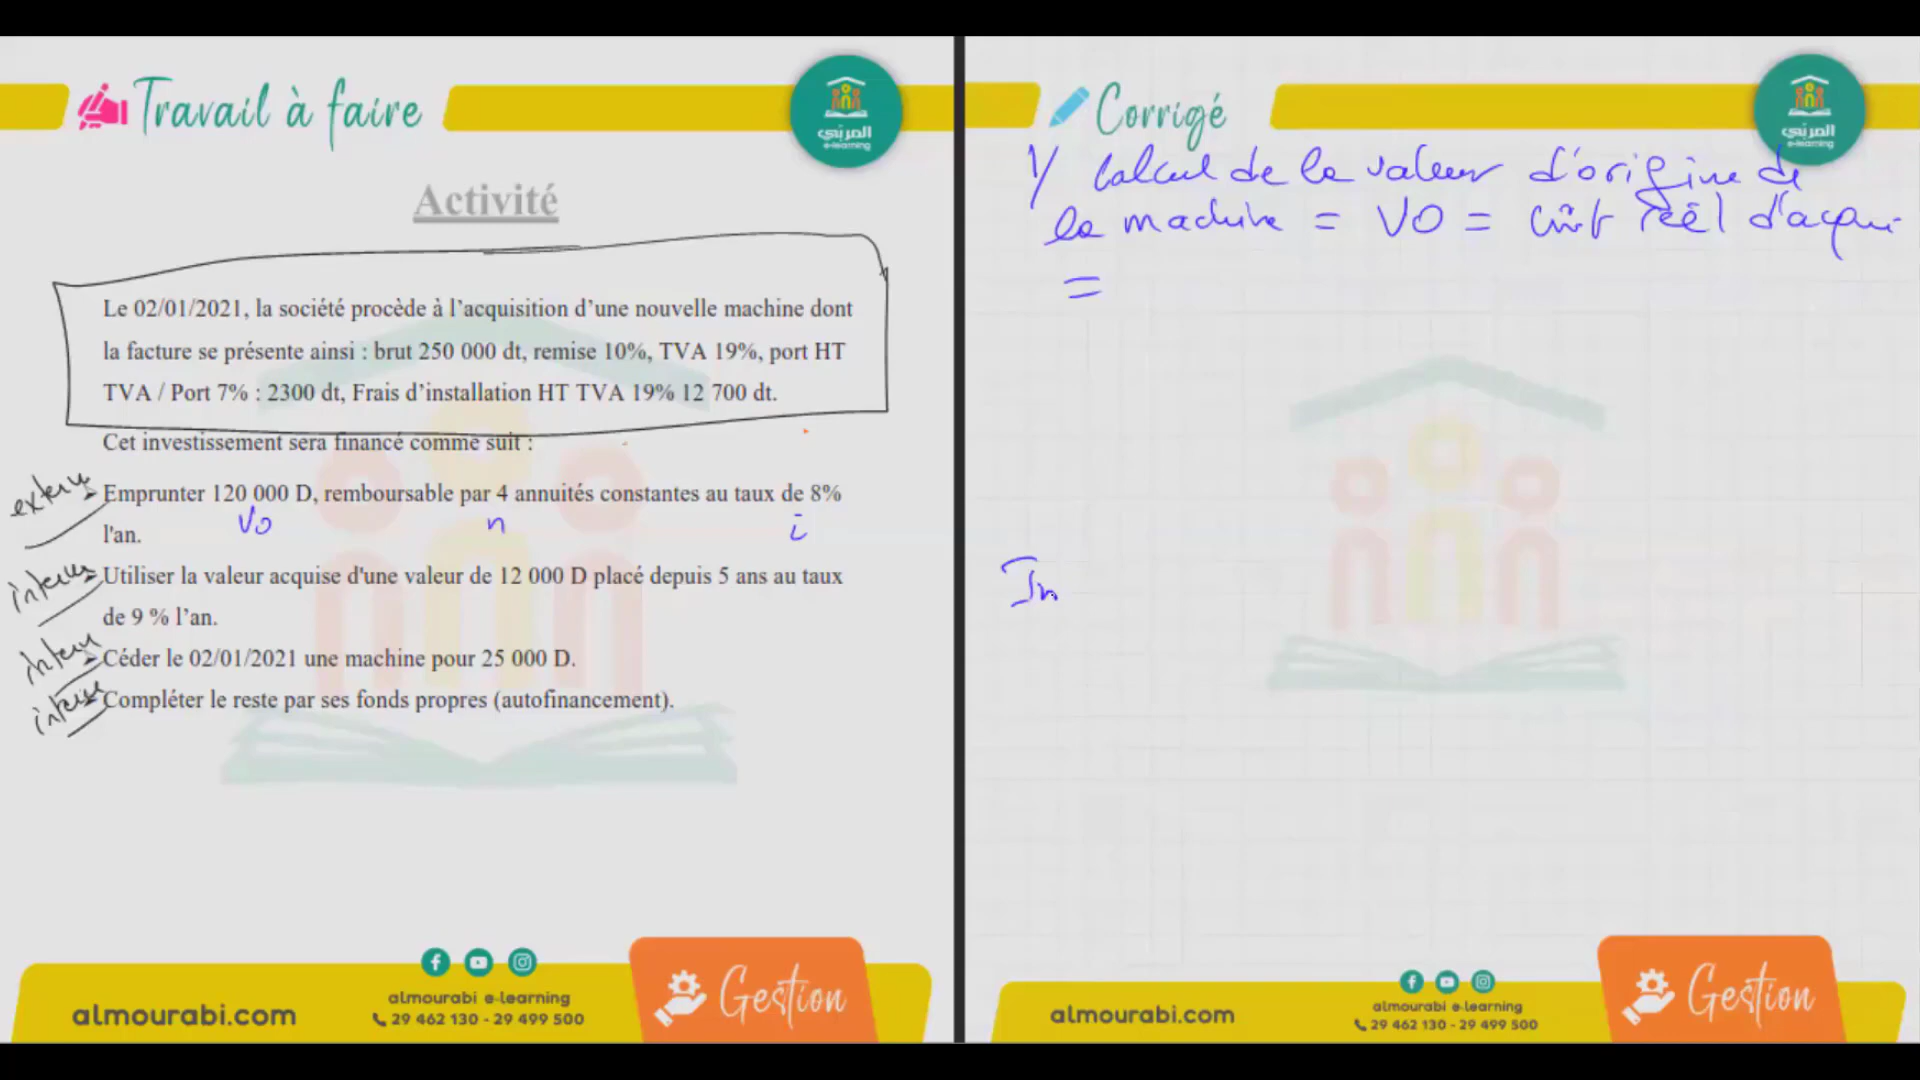 Travail à faire
المربّي
e-learning
Activité
Le 02/01/2021, la société procède à l’acquisition d’une nouvelle machine dont
la facture se présente ainsi : brut 250 000 dt, remise 10%, TVA 19%, port HT
TVA / Port 7% : 2300 dt, Frais d’installation HT TVA 19% 12 700 dt.
Cet investissement sera financé comme suit :
externe
Emprunter 120 000 D, remboursable par 4 annuités constantes au taux de 8%
V0 n i
l'an.
interne
Utiliser la valeur acquise d'une valeur de 12 000 D placé depuis 5 ans au taux
de 9 % l’an.
interne
Céder le 02/01/2021 une machine pour 25 000 D.
interne
Compléter le reste par ses fonds propres (autofinancement).
almourabi.com
almourabi e-learning
29 462 130 - 29 499 500
Gestion
Corrigé
المربّي
e-learning
1/ Calcul de la valeur d'origine de
la machine = VO = coût réél d'acqui
=
In
almourabi.com
almourabi e-learning
29 462 130 - 29 499 500
Gestion